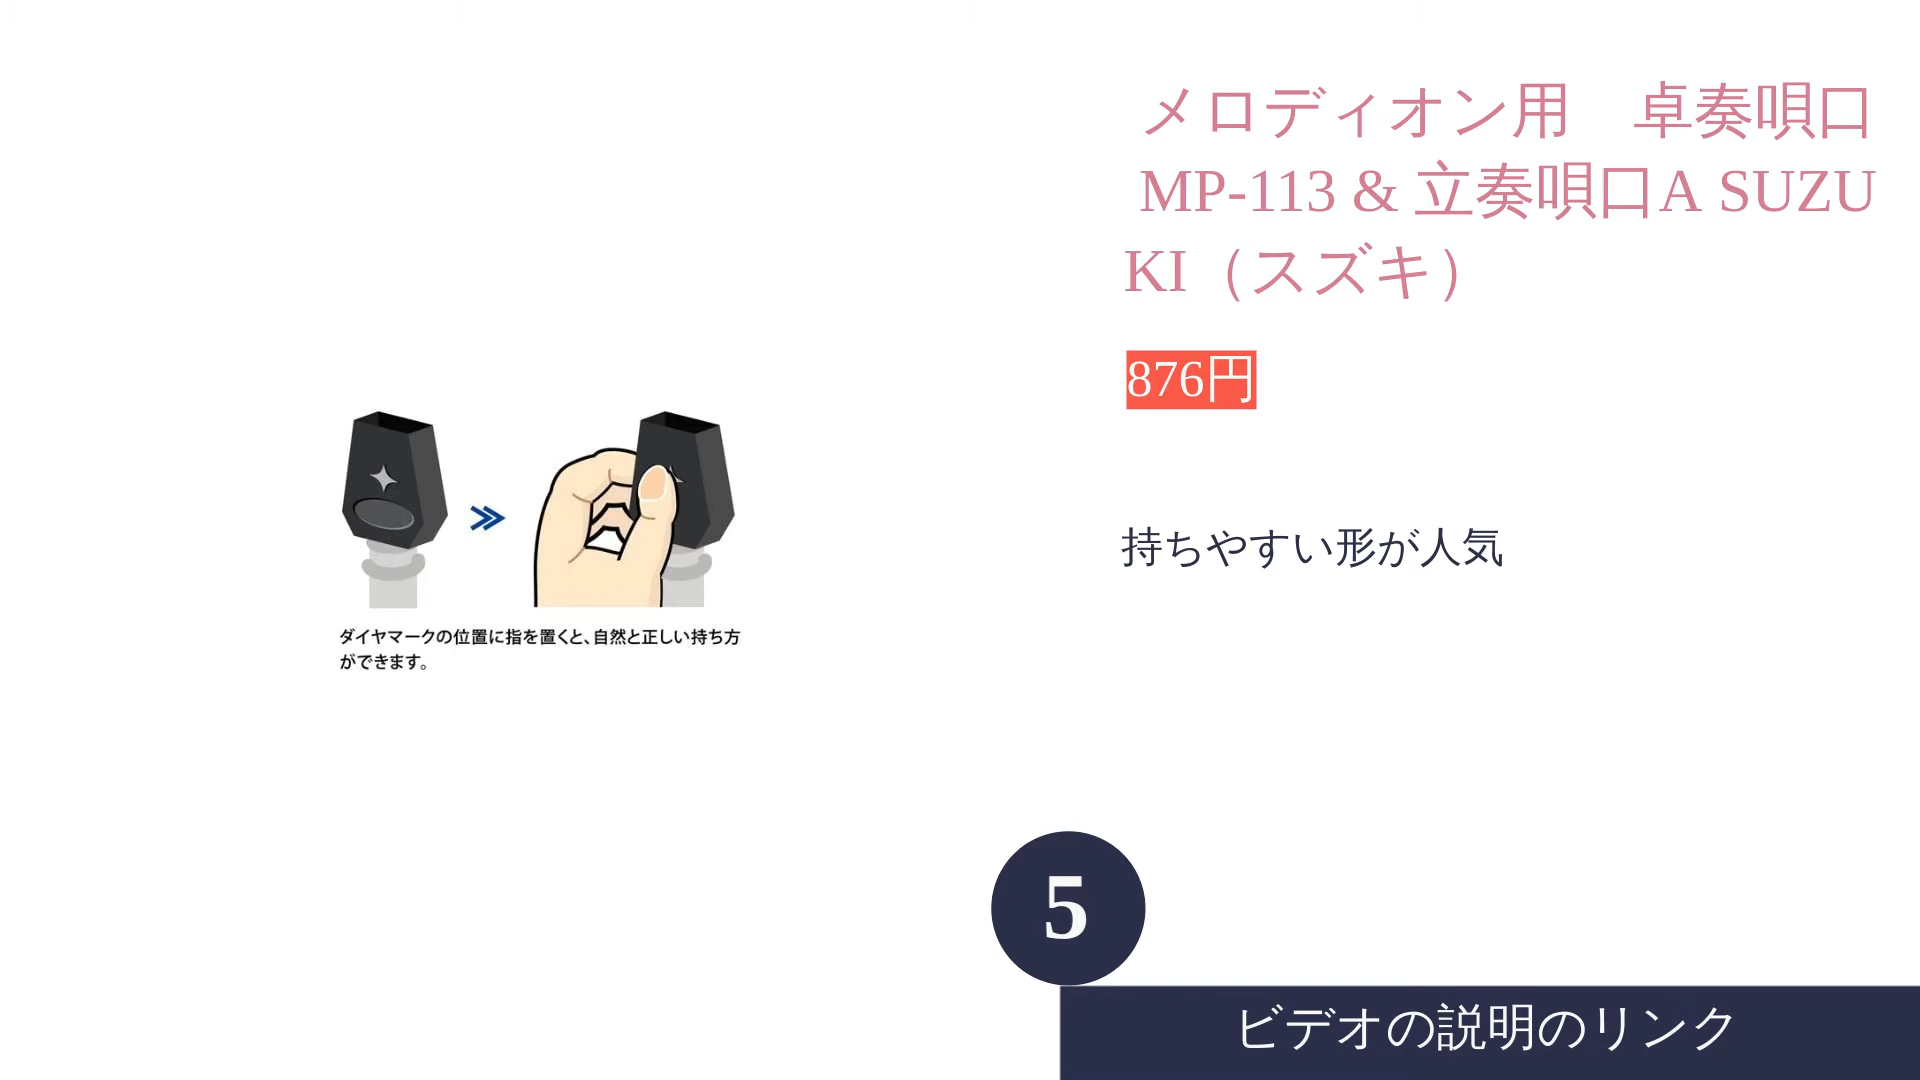 メロディオン用　卓奏唄口
MP-113 & 立奏唄口A SUZU
KI（スズキ）
876円
持ちやすい形が人気
ダイヤマークの位置に指を置くと、自然と正しい持ち方
ができます。
5
ビデオの説明のリンク